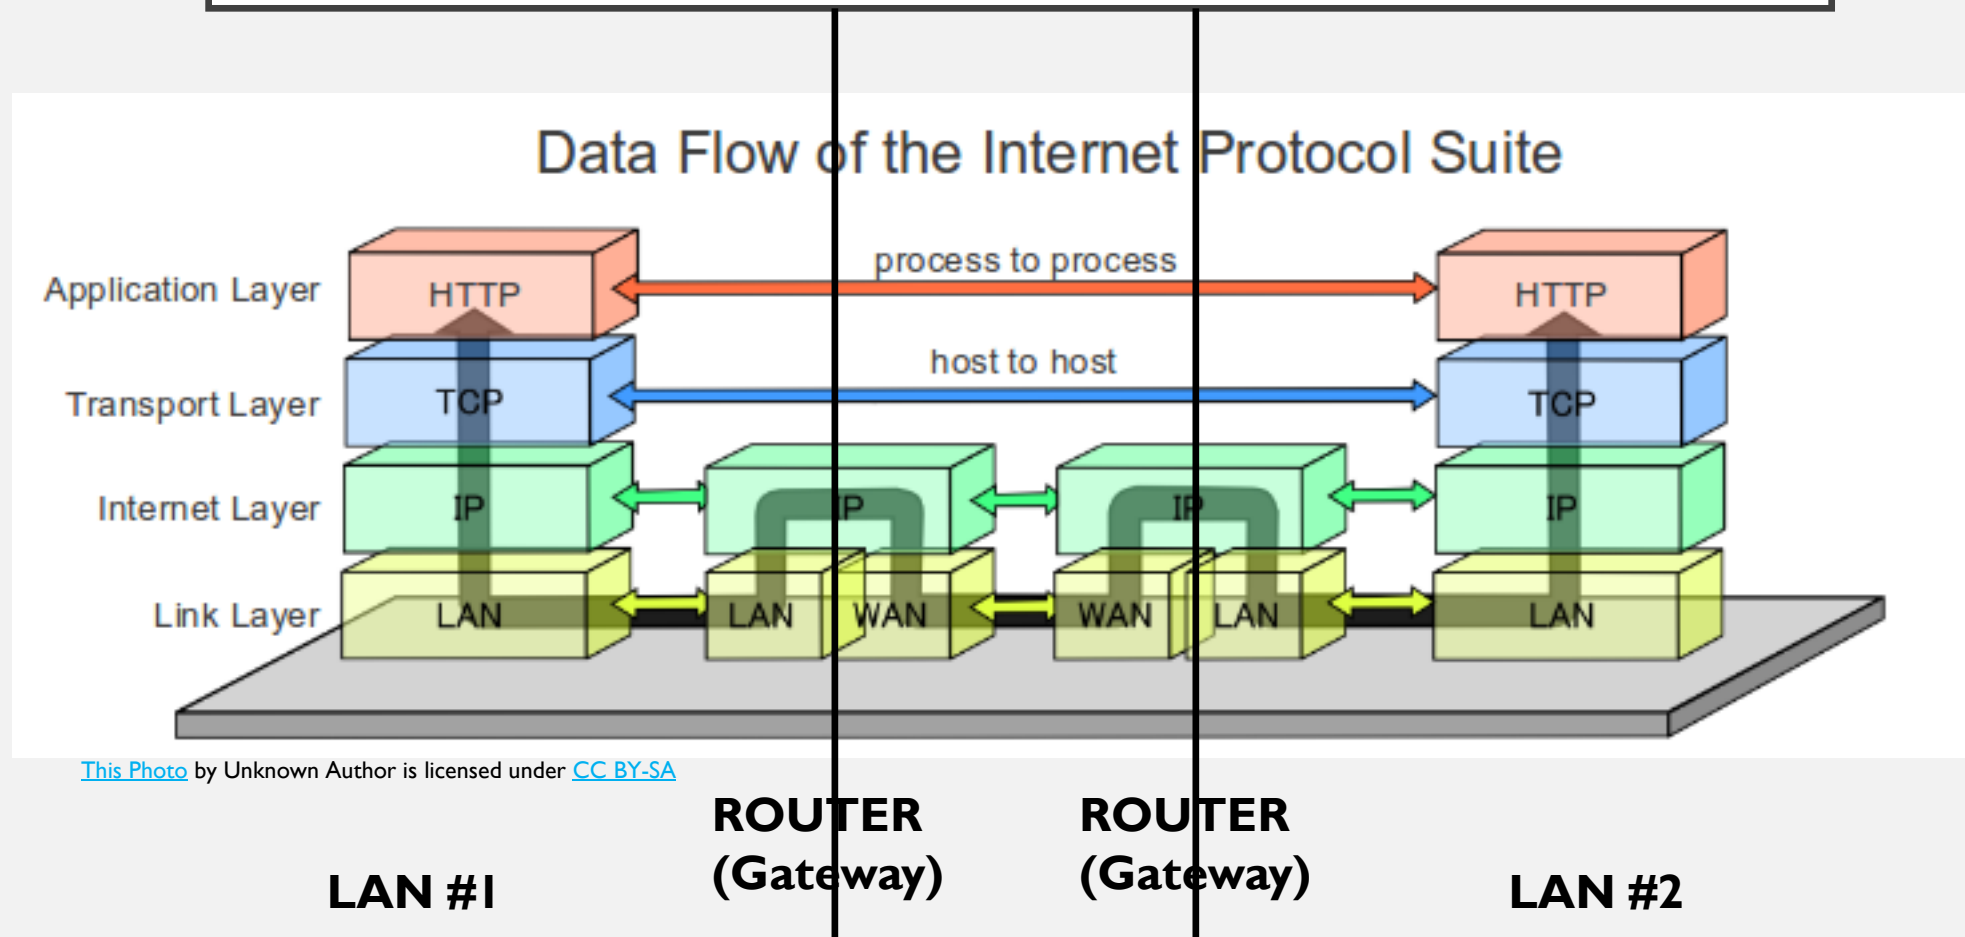 Data Flow of the Internet Protocol Suite
process to process
Application Layer
HTTP
HTTP
host to host
Transport Layer
TCP
TCP
Internet Layer
IP
IP
IP
IP
Link Layer
LAN
LAN
WAN
WAN
LAN
LAN
This Photo by Unknown Author is licensed under CC BY-SA
ROUTER
(Gateway)
ROUTER
(Gateway)
LAN #1
LAN #2